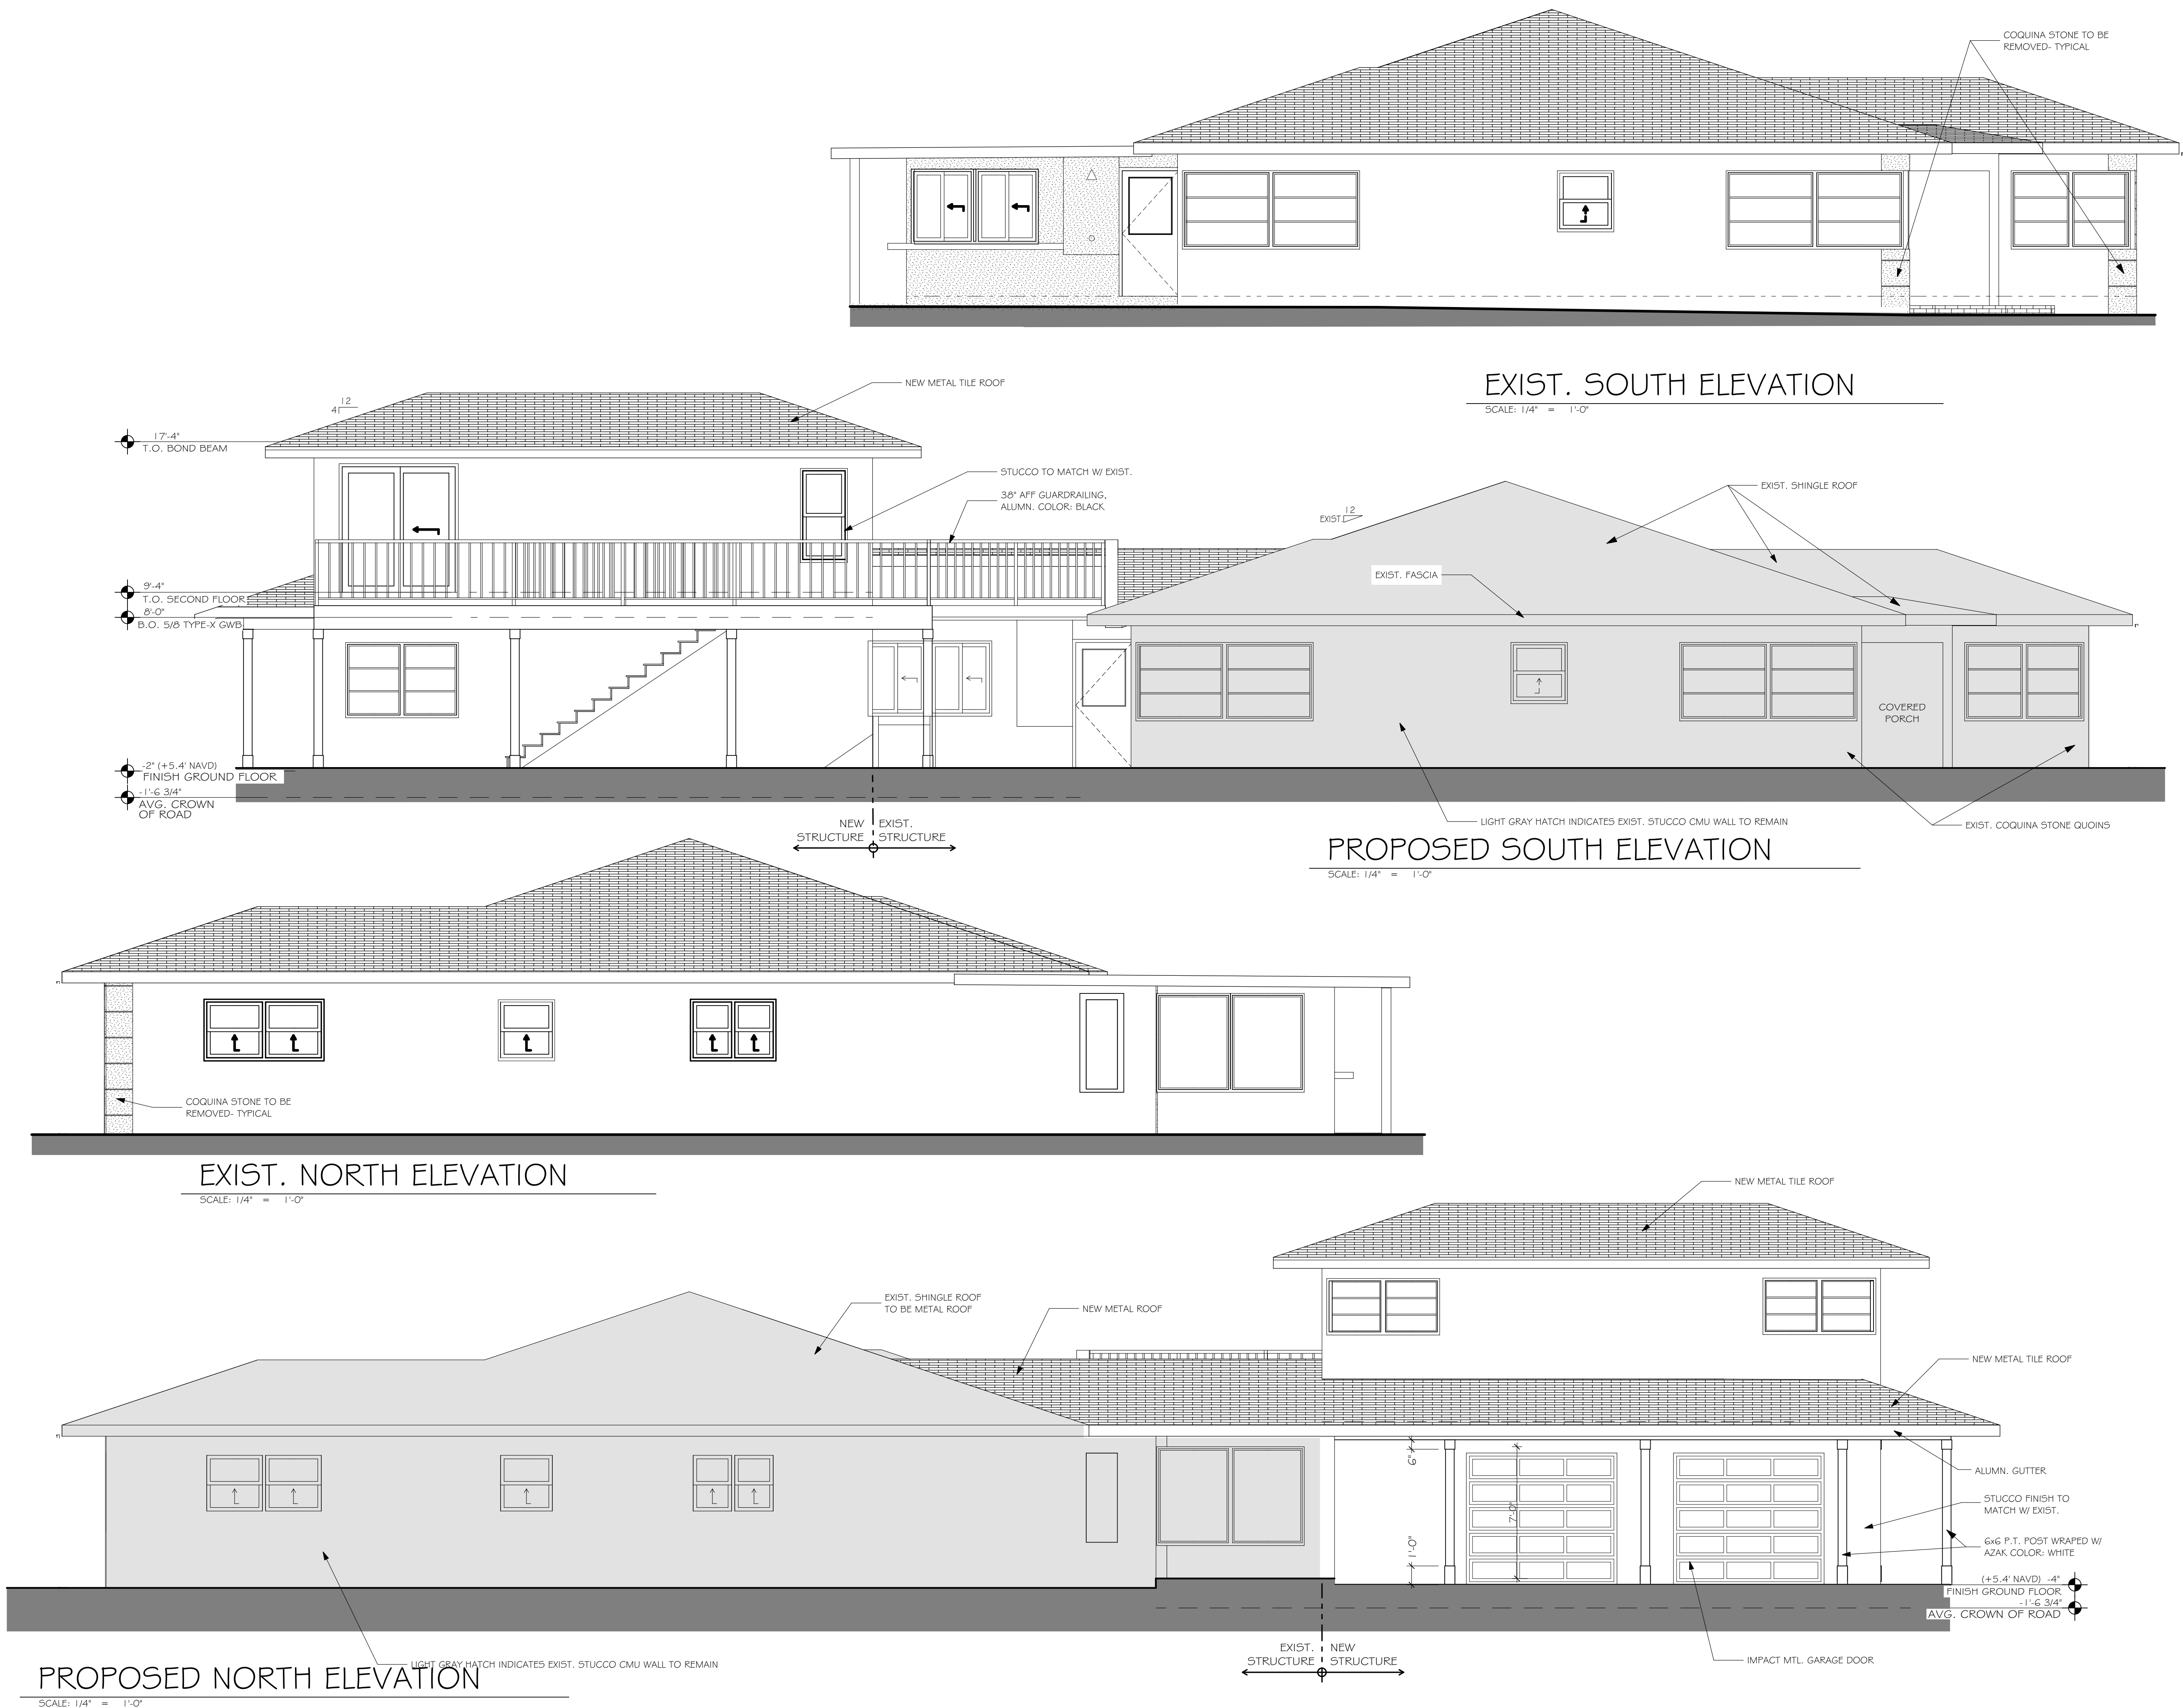 COQUINA STONE TO BE
REMOVED- TYPICAL
EXIST. SOUTH ELEVATION
SCALE: 1/4" = 1'-0"
NEW METAL TILE ROOF
12
4
17'-4"
T.O. BOND BEAM
STUCCO TO MATCH W/ EXIST.
38" AFF GUARDRAILING,
ALUMN. COLOR: BLACK
EXIST. SHINGLE ROOF
12
EXIST.
EXIST. FASCIA
9'-4"
T.O. SECOND FLOOR
8'-0"
B.O. 5/8 TYPE-X GWB
COVERED
PORCH
-2" (+5.4' NAVD)
FINISH GROUND FLOOR
-1'-6 3/4"
AVG. CROWN
OF ROAD
NEW EXIST.
STRUCTURE STRUCTURE
LIGHT GRAY HATCH INDICATES EXIST. STUCCO CMU WALL TO REMAIN
EXIST. COQUINA STONE QUOINS
PROPOSED SOUTH ELEVATION
SCALE: 1/4" = 1'-0"
COQUINA STONE TO BE
REMOVED- TYPICAL
EXIST. NORTH ELEVATION
SCALE: 1/4" = 1'-0"
NEW METAL TILE ROOF
EXIST. SHINGLE ROOF
TO BE METAL ROOF
NEW METAL ROOF
NEW METAL TILE ROOF
6"
7'-0"
1'-0"
ALUMN. GUTTER
STUCCO FINISH TO
MATCH W/ EXIST.
6x6 P.T. POST WRAPED W/
AZAK COLOR: WHITE
(+5.4' NAVD) -4"
FINISH GROUND FLOOR
-1'-6 3/4"
AVG. CROWN OF ROAD
EXIST. NEW
STRUCTURE STRUCTURE
IMPACT MTL. GARAGE DOOR
LIGHT GRAY HATCH INDICATES EXIST. STUCCO CMU WALL TO REMAIN
PROPOSED NORTH ELEVATION
SCALE: 1/4" = 1'-0"